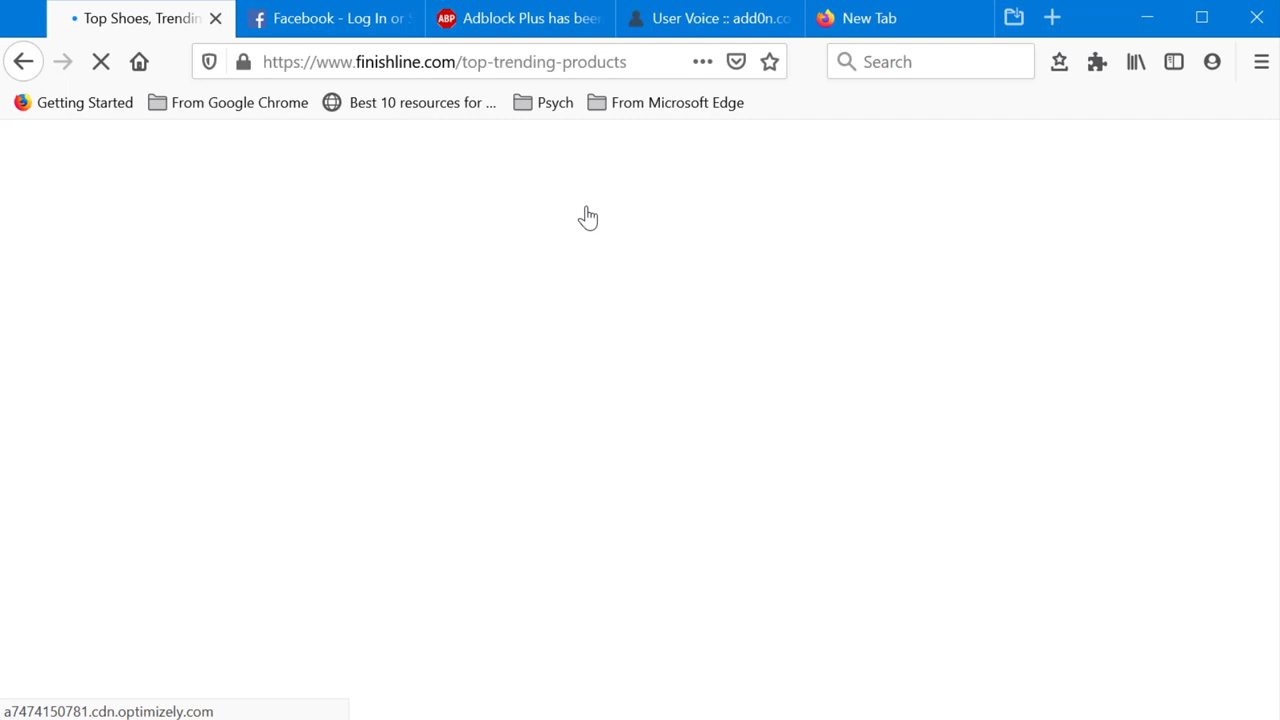 Top Shoes, Trendin
Facebook - Log In or S
ABP Adblock Plus has been
User Voice :: add0n.co
New Tab
https://www.finishline.com/top-trending-products
Search
Getting Started
From Google Chrome
Best 10 resources for ...
Psych
From Microsoft Edge
a7474150781.cdn.optimizely.com